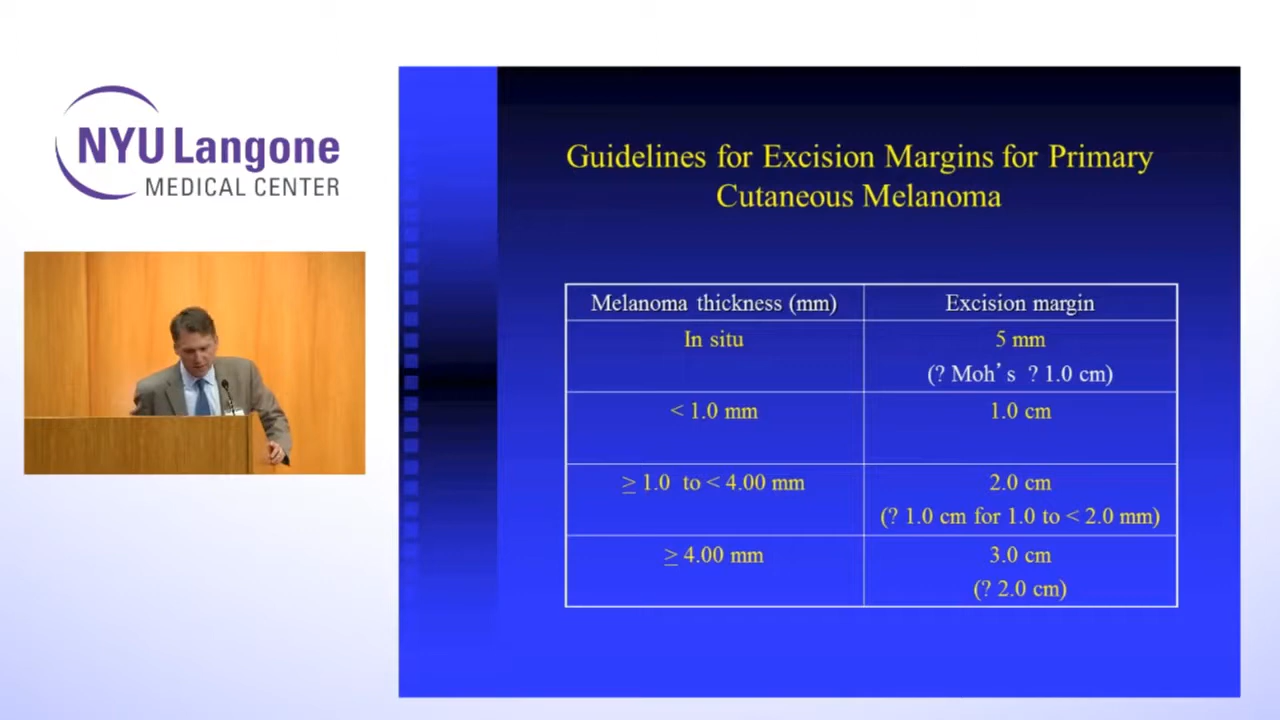 NYU Langone
MEDICAL CENTER
Guidelines for Excision Margins for Primary
Cutaneous Melanoma
Melanoma thickness (mm)
Excision margin
In situ
5 mm
(? Moh's ? 1.0 cm)
< 1.0 mm
1.0 cm
≥ 1.0 to < 4.00 mm
2.0 cm
(? 1.0 cm for 1.0 to < 2.0 mm)
≥ 4.00 mm
3.0 cm
(? 2.0 cm)